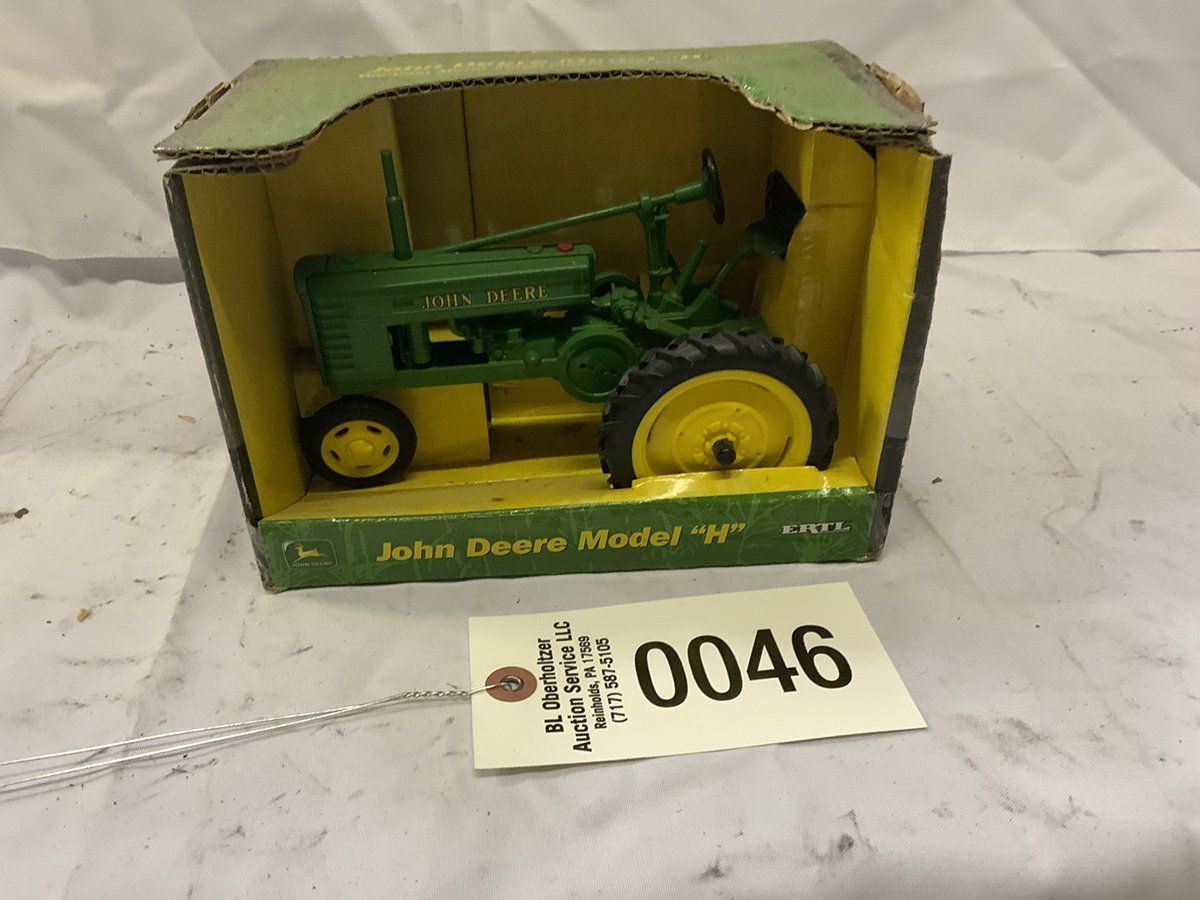 JOHN DEERE
JOHN DEERE
John Deere Model "H"
ERTL
BL Oberholtzer
Auction Service LLC
Reinholds, PA 17569
(717) 587-5105
0046